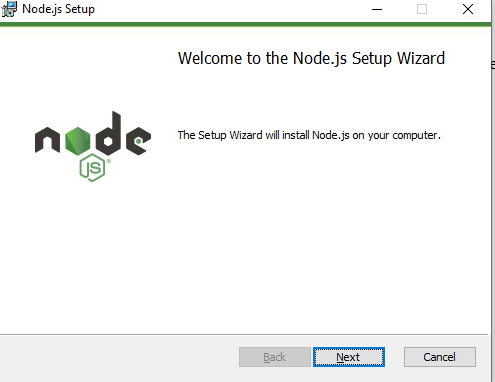 Node.js Setup
Welcome to the Node.js Setup Wizard
node
JS
The Setup Wizard will install Node.js on your computer.
Back
Next
Cancel